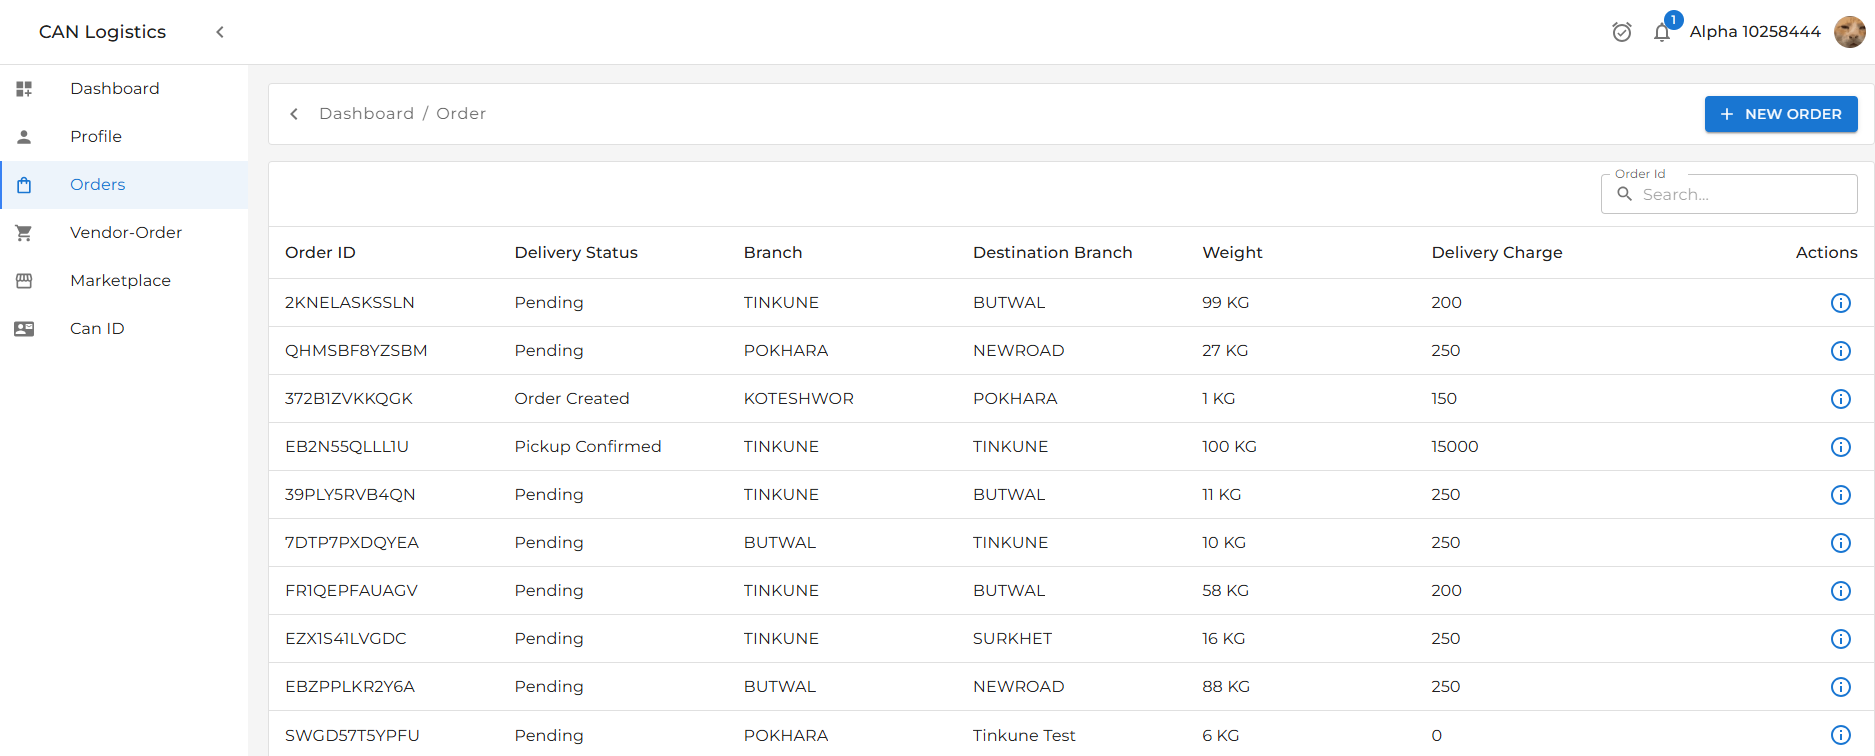 CAN Logistics
1
Alpha 10258444
Dashboard
Profile
Orders
Vendor-Order
Marketplace
Can ID
Dashboard / Order
NEW ORDER
Order Id
Search...
Order ID Delivery Status Branch Destination Branch Weight Delivery Charge Actions
2KNELASKSSLN Pending TINKUNE BUTWAL 99 KG 200
QHMSBF8YZSBM Pending POKHARA NEWROAD 27 KG 250
372B1ZVKKQGK Order Created KOTESHWOR POKHARA 1 KG 150
EB2N55QLLL1U Pickup Confirmed TINKUNE TINKUNE 100 KG 15000
39PLY5RVB4QN Pending TINKUNE BUTWAL 11 KG 250
7DTP7PXDQYEA Pending BUTWAL TINKUNE 10 KG 250
FR1QEPFAUAGV Pending TINKUNE BUTWAL 58 KG 200
EZX1S41LVGDC Pending TINKUNE SURKHET 16 KG 250
EBZPPLKR2Y6A Pending BUTWAL NEWROAD 88 KG 250
SWGD57T5YPFU Pending POKHARA Tinkune Test 6 KG 0